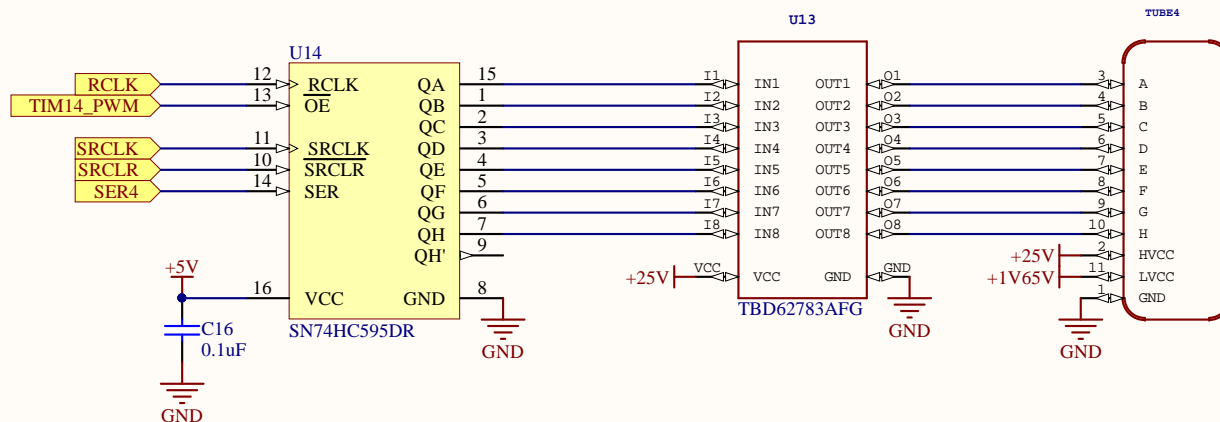 U13
TUBE4
U14
RCLK 12 RCLK QA 15 I1 IN1 OUT1 O1 3 A
TIM14_PWM 13 OE QB 1 I2 IN2 OUT2 O2 4 B
QC 2 I3 IN3 OUT3 O3 5 C
SRCLK 11 SRCLK QD 3 I4 IN4 OUT4 O4 6 D
SRCLR 10 SRCLR QE 4 I5 IN5 OUT5 O5 7 E
SER4 14 SER QF 5 I6 IN6 OUT6 O6 8 F
QG 6 I7 IN7 OUT7 O7 9 G
QH 7 I8 IN8 OUT8 O8 10 H
QH' 9 +25V 2 HVCC
+5V +25V VCC VCC GND GND +1V65V 11 LVCC
16 VCC GND 8 1 GND
SN74HC595DR TBD62783AFG
C16
0.1uF
GND GND GND
GND